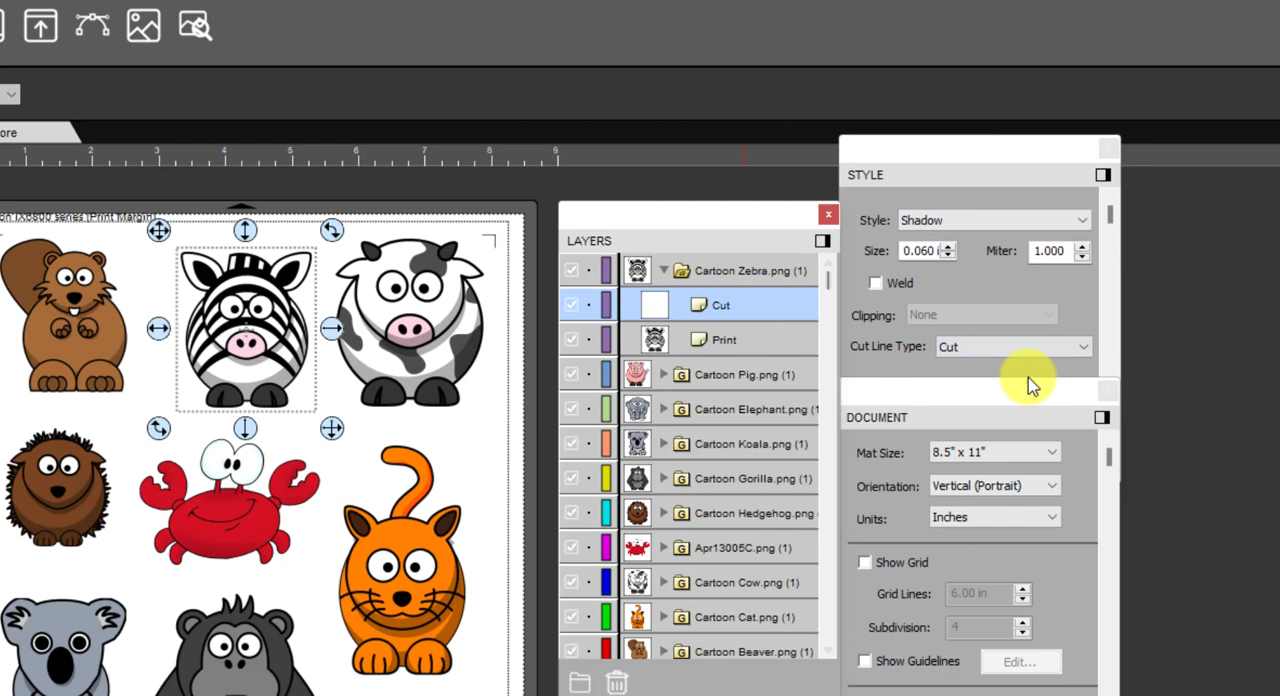 ore
1 2 3 4 5 6 7 8 9
STYLE
Style: Shadow
Size: 0.060 i Miter: 1.000
Weld
Clipping: None
Cut Line Type: Cut
LAYERS
Cartoon Zebra.png (1)
Cut
Print
Cartoon Pig.png (1)
Cartoon Elephant.png (1
Cartoon Koala.png (1)
Cartoon Gorilla.png (1)
Cartoon Hedgehog.png
Apr13005C.png (1)
Cartoon Cow.png (1)
Cartoon Cat.png (1)
Cartoon Beaver.png (1)
DOCUMENT
Mat Size: 8.5" x 11"
Orientation: Vertical (Portrait)
Units: Inches
Show Grid
Grid Lines: 6.00 in
Subdivision: 4
Show Guidelines Edit...
series (Print Margin)